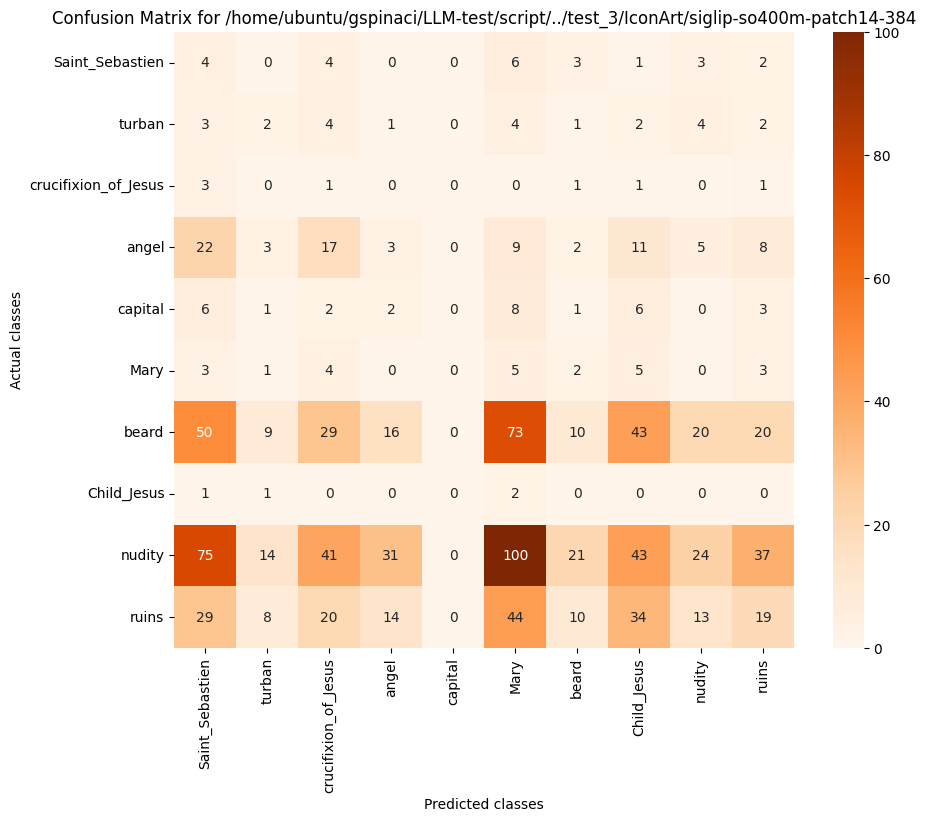 Confusion Matrix for /home/ubuntu/gspinaci/LLM-test/script/../test_3/IconArt/siglip-so400m-patch14-384
Saint_Sebastien 4 0 4 0 0 6 3 1 3 2
turban 3 2 4 1 0 4 1 2 4 2
crucifixion_of_Jesus 3 0 1 0 0 0 1 1 0 1
angel 22 3 17 3 0 9 2 11 5 8
capital 6 1 2 2 0 8 1 6 0 3
Mary 3 1 4 0 0 5 2 5 0 3
beard 50 9 29 16 0 73 10 43 20 20
Child_Jesus 1 1 0 0 0 2 0 0 0 0
nudity 75 14 41 31 0 100 21 43 24 37
ruins 29 8 20 14 0 44 10 34 13 19
Actual classes
Saint_Sebastien turban crucifixion_of_Jesus angel capital Mary beard Child_Jesus nudity ruins
Predicted classes
100
80
60
40
20
0